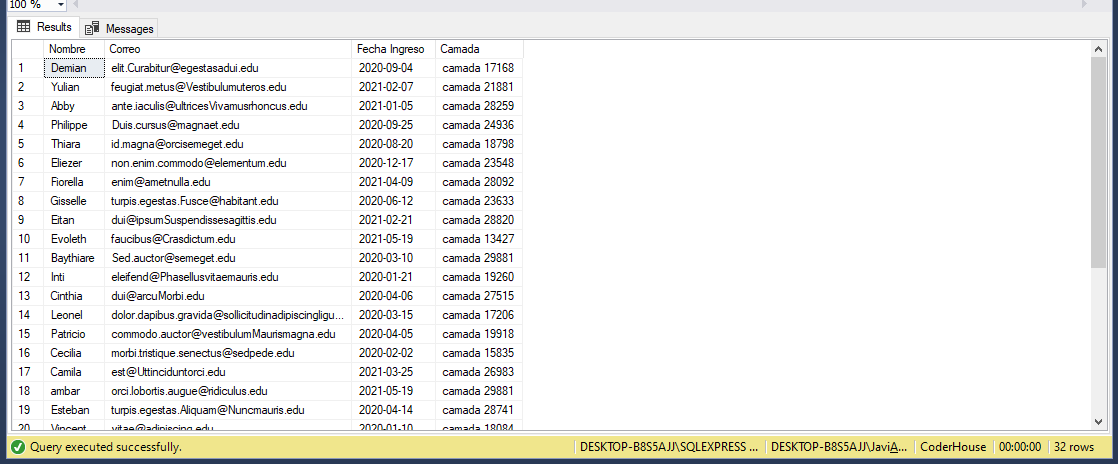 100 %
Results Messages
Nombre Correo Fecha Ingreso Camada
1 Demian elit.Curabitur@egestasadui.edu 2020-09-04 camada 17168
2 Yulian feugiat.metus@Vestibulumuteros.edu 2021-02-07 camada 21881
3 Abby ante.iaculis@ultricesVivamusrhoncus.edu 2021-01-05 camada 28259
4 Philippe Duis.cursus@magnaet.edu 2020-09-25 camada 24936
5 Thiara id.magna@orcisemeget.edu 2020-08-20 camada 18798
6 Eliezer non.enim.commodo@elementum.edu 2020-12-17 camada 23548
7 Fiorella enim@ametnulla.edu 2021-04-09 camada 28092
8 Gisselle turpis.egestas.Fusce@habitant.edu 2020-06-12 camada 23633
9 Eitan dui@ipsumSuspendissesagittis.edu 2021-02-21 camada 28820
10 Evoleth faucibus@Crasdictum.edu 2021-05-19 camada 13427
11 Baythiare Sed.auctor@semeget.edu 2020-03-10 camada 29881
12 Inti eleifend@Phasellusvitaemauris.edu 2020-01-21 camada 19260
13 Cinthia dui@arcuMorbi.edu 2020-04-06 camada 27515
14 Leonel dolor.dapibus.gravida@sollicitudinadipiscingligu... 2020-03-15 camada 17206
15 Patricio commodo.auctor@vestibulumMaurismagna.edu 2020-04-05 camada 19918
16 Cecilia morbi.tristique.senectus@sedpede.edu 2020-02-02 camada 15835
17 Camila est@Uttinciduntorci.edu 2021-03-25 camada 26983
18 ambar orci.lobortis.augue@ridiculus.edu 2021-05-19 camada 29881
19 Esteban turpis.egestas.Aliquam@Nuncmauris.edu 2020-04-14 camada 28741
20 Vincent vitae@adipiscing.edu 2020-01-10 camada 18084
Query executed successfully. DESKTOP-B8S5AJJ\SQLEXPRESS ... DESKTOP-B8S5AJJ\JaviA... CoderHouse 00:00:00 32 rows